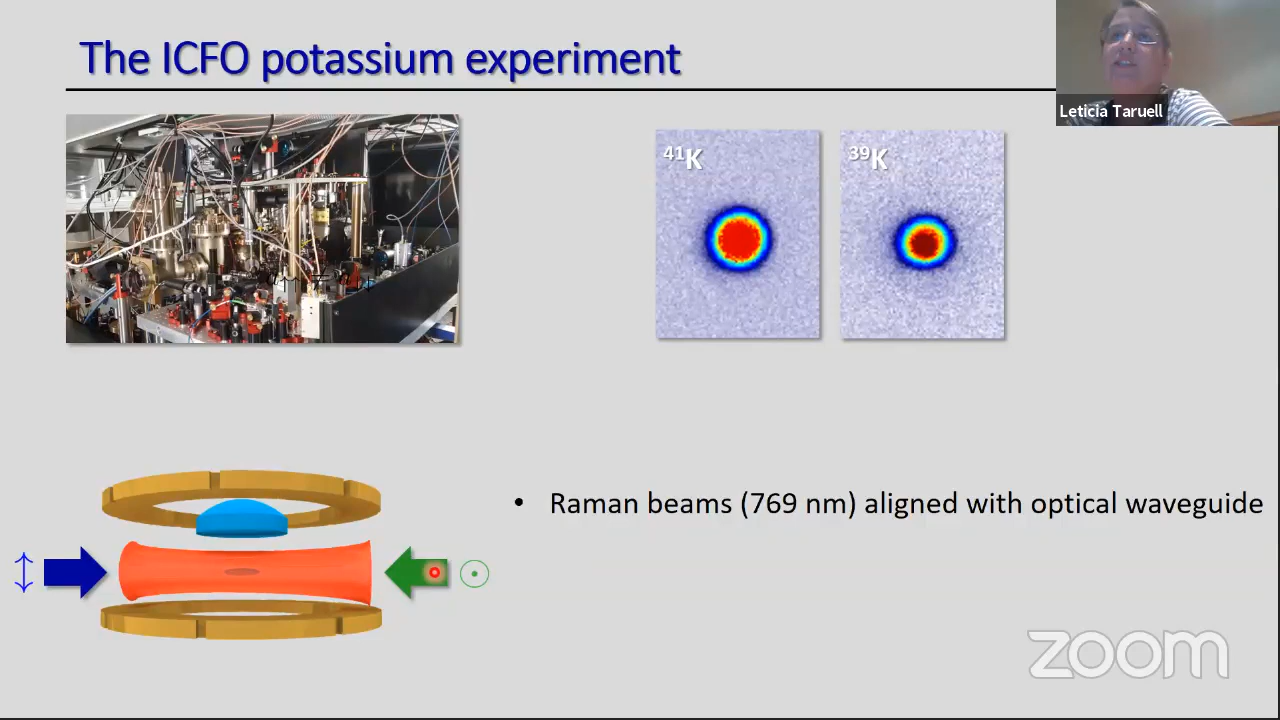 The ICFO potassium experiment
Leticia Taruell
⁴¹K
³⁹K
• Raman beams (769 nm) aligned with optical waveguide
zoom